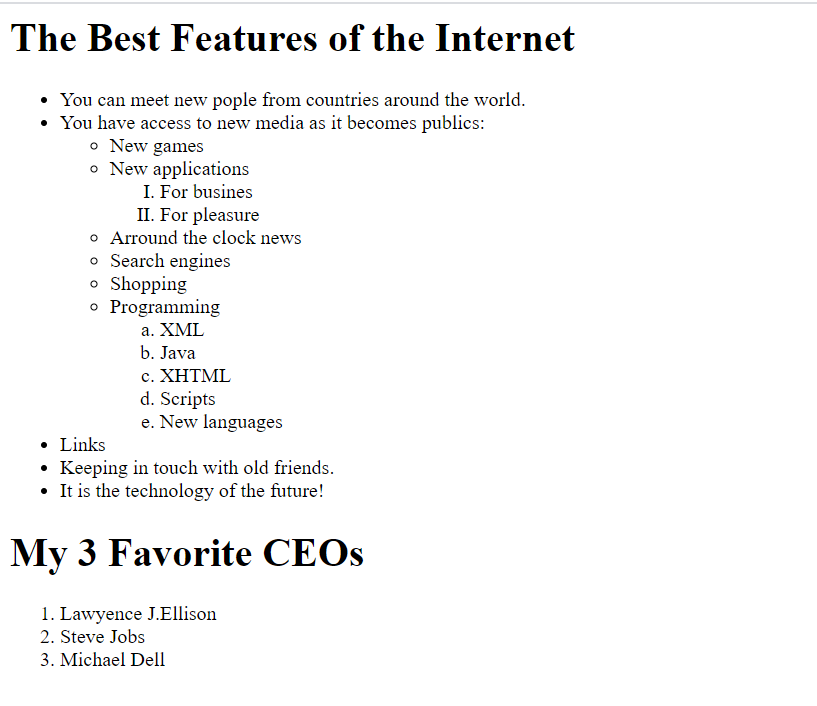 The Best Features of the Internet
• You can meet new pople from countries around the world.
• You have access to new media as it becomes publics:
○ New games
○ New applications
I. For busines
II. For pleasure
○ Arround the clock news
○ Search engines
○ Shopping
○ Programming
a. XML
b. Java
c. XHTML
d. Scripts
e. New languages
• Links
• Keeping in touch with old friends.
• It is the technology of the future!
My 3 Favorite CEOs
1. Lawyence J.Ellison
2. Steve Jobs
3. Michael Dell